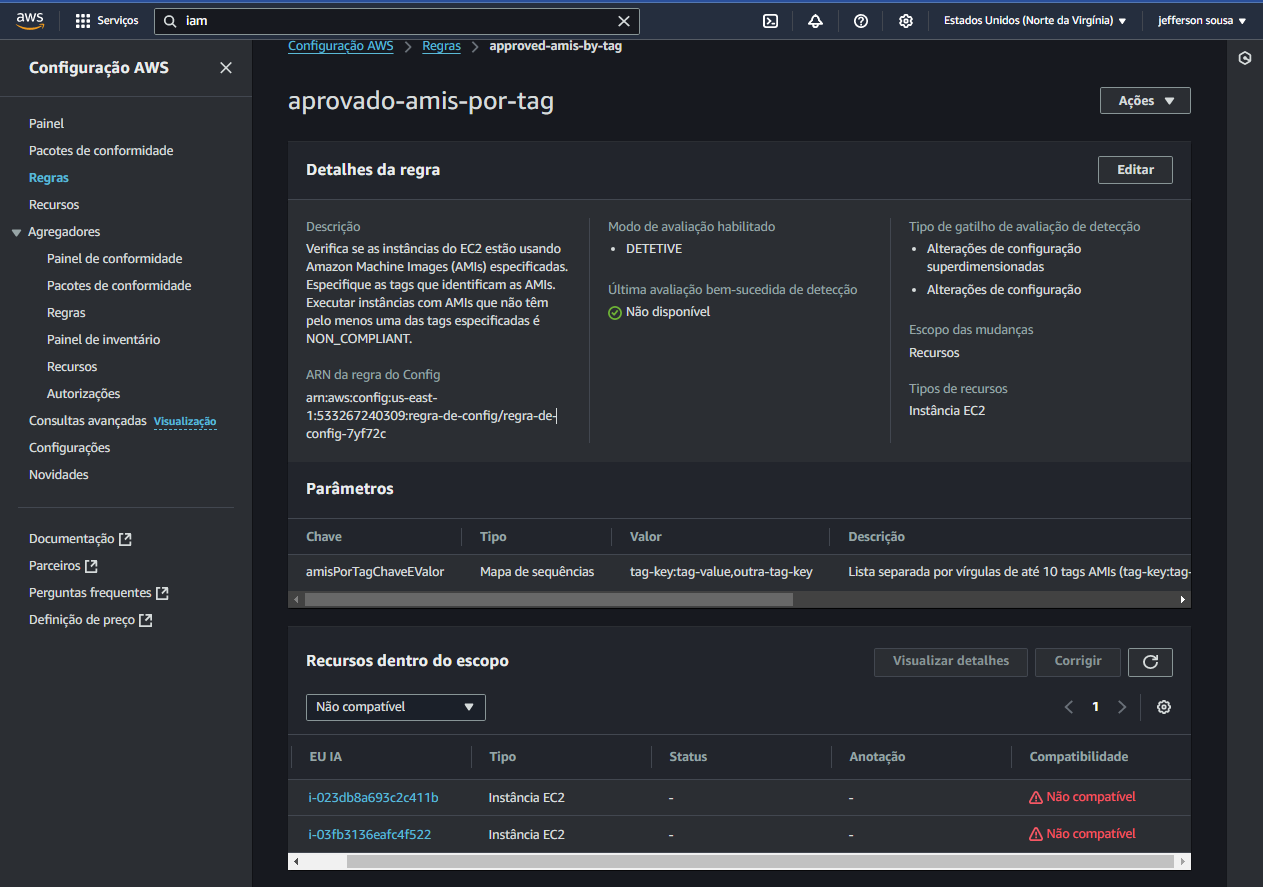 aws
Serviços
iam
Estados Unidos (Norte da Virgínia)
jefferson sousa
Configuração AWS
Painel
Pacotes de conformidade
Regras
Recursos
Agregadores
Painel de conformidade
Pacotes de conformidade
Regras
Painel de inventário
Recursos
Autorizações
Consultas avançadas Visualização
Configurações
Novidades
Documentação
Parceiros
Perguntas frequentes
Definição de preço
Configuração AWS > Regras > approved-amis-by-tag
aprovado-amis-por-tag
Ações
Detalhes da regra
Editar
Descrição
Verifica se as instâncias do EC2 estão usando
Amazon Machine Images (AMIs) especificadas.
Especifique as tags que identificam as AMIs.
Executar instâncias com AMIs que não têm
pelo menos uma das tags especificadas é
NON_COMPLIANT.
ARN da regra do Config
arn:aws:config:us-east-
1:533267240309:regra-de-config/regra-de-
config-7yf72c
Modo de avaliação habilitado
• DETETIVE
Última avaliação bem-sucedida de detecção
Não disponível
Tipo de gatilho de avaliação de detecção
• Alterações de configuração
superdimensionadas
• Alterações de configuração
Escopo das mudanças
Recursos
Tipos de recursos
Instância EC2
Parâmetros
Chave Tipo Valor Descrição
amisPorTagChaveEValor Mapa de sequências tag-key:tag-value,outra-tag-key Lista separada por vírgulas de até 10 tags AMIs (tag-key:tag-
Recursos dentro do escopo
Visualizar detalhes
Corrigir
Não compatível
1
EU IA Tipo Status Anotação Compatibilidade
i-023db8a693c2c411b Instância EC2 - - Não compatível
i-03fb3136eafc4f522 Instância EC2 - - Não compatível